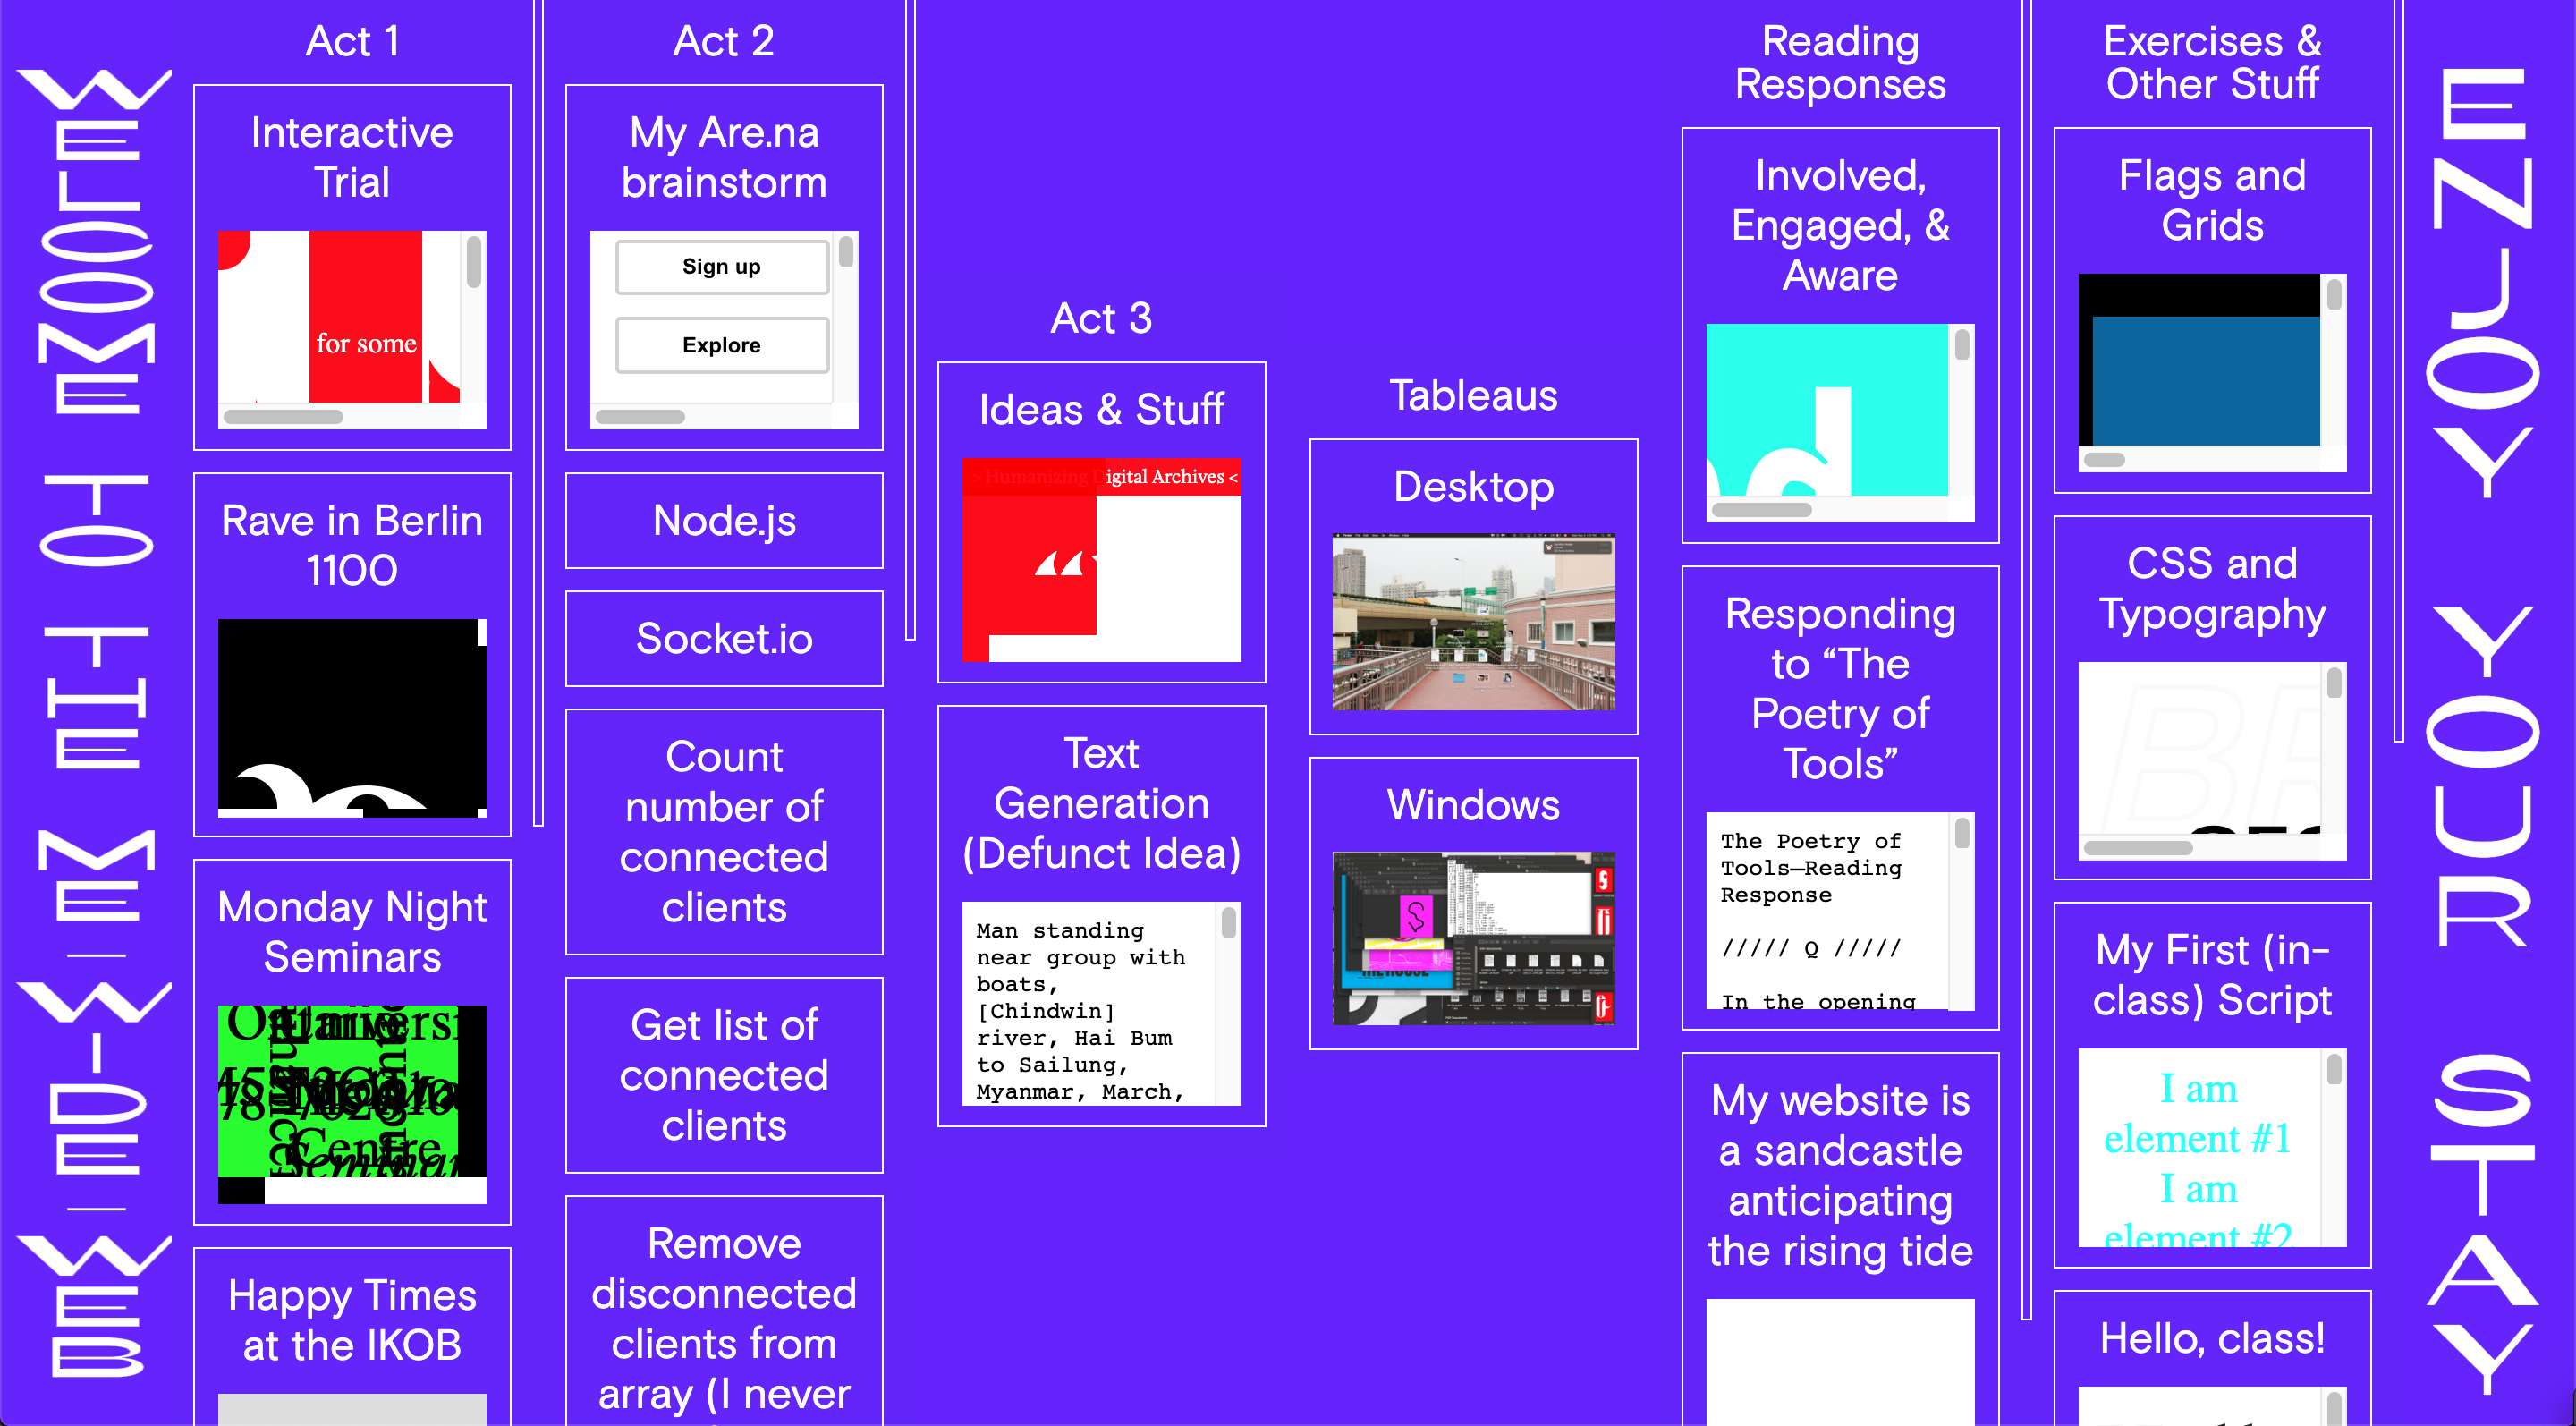 WELCOME TO THE ME-WIDE-WEB
Act 1
Interactive
Trial
for some
Rave in Berlin
1100
Monday Night
Seminars
Centre
Happy Times
at the IKOB
Act 2
My Are.na
brainstorm
Sign up
Explore
Node.js
Socket.io
Count
number of
connected
clients
Get list of
connected
clients
Remove
disconnected
clients from
array (I never
Act 3
Ideas & Stuff
> Humanizing Digital Archives <
“
Text
Generation
(Defunct Idea)
Man standing
near group with
boats,
[Chindwin]
river, Hai Bum
to Sailung,
Myanmar, March,
Tableaus
Desktop
Windows
Reading
Responses
Involved,
Engaged, &
Aware
d
Responding
to “The
Poetry of
Tools”
The Poetry of
Tools—Reading
Response
///// Q /////
In the opening
My website is
a sandcastle
anticipating
the rising tide
Exercises &
Other Stuff
Flags and
Grids
CSS and
Typography
My First (in-
class) Script
I am
element #1
I am
element #2
Hello, class!
ENJOY YOUR STAY